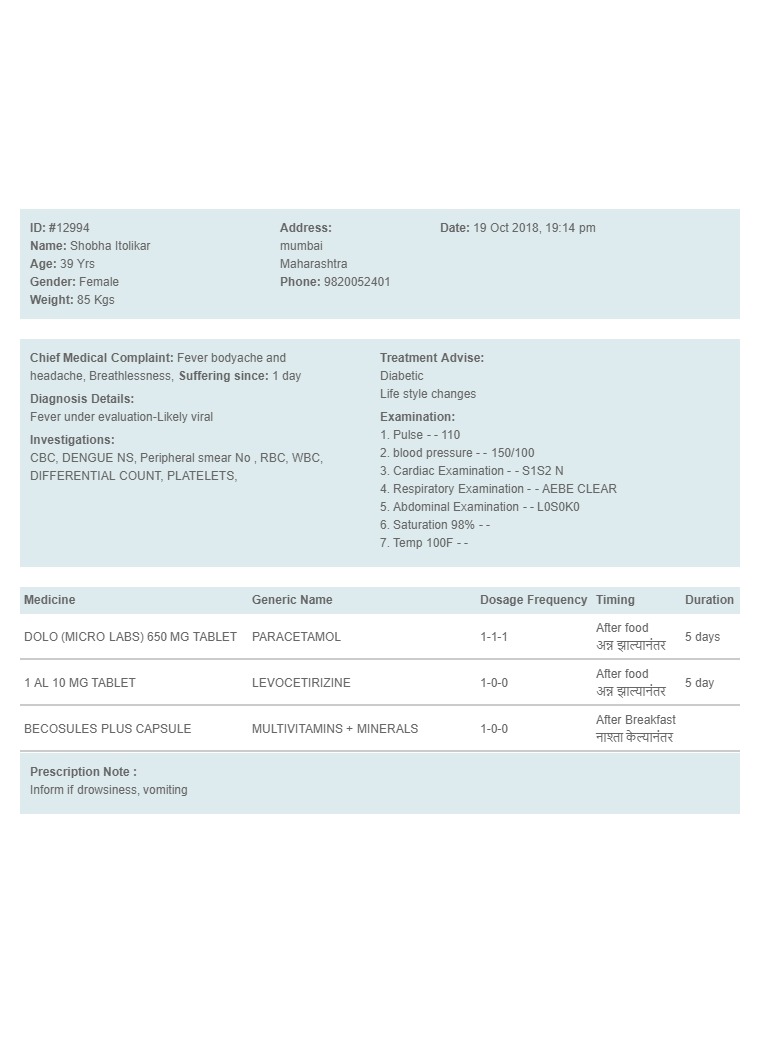 ID: #12994
Name: Shobha Itolikar
Age: 39 Yrs
Gender: Female
Weight: 85 Kgs
Address:
mumbai
Maharashtra
Phone: 9820052401
Date: 19 Oct 2018, 19:14 pm
Chief Medical Complaint: Fever bodyache and
headache, Breathlessness, Suffering since: 1 day
Diagnosis Details:
Fever under evaluation-Likely viral
Investigations:
CBC, DENGUE NS, Peripheral smear No , RBC, WBC,
DIFFERENTIAL COUNT, PLATELETS,
Treatment Advise:
Diabetic
Life style changes
Examination:
1. Pulse - - 110
2. blood pressure - - 150/100
3. Cardiac Examination - - S1S2 N
4. Respiratory Examination - - AEBE CLEAR
5. Abdominal Examination - - L0S0K0
6. Saturation 98% - -
7. Temp 100F - -
Medicine Generic Name Dosage Frequency Timing Duration
DOLO (MICRO LABS) 650 MG TABLET PARACETAMOL 1-1-1 After food 5 days
अन्न झाल्यानंतर
1 AL 10 MG TABLET LEVOCETIRIZINE 1-0-0 After food 5 day
अन्न झाल्यानंतर
BECOSULES PLUS CAPSULE MULTIVITAMINS + MINERALS 1-0-0 After Breakfast
नाश्ता केल्यानंतर
Prescription Note :
Inform if drowsiness, vomiting